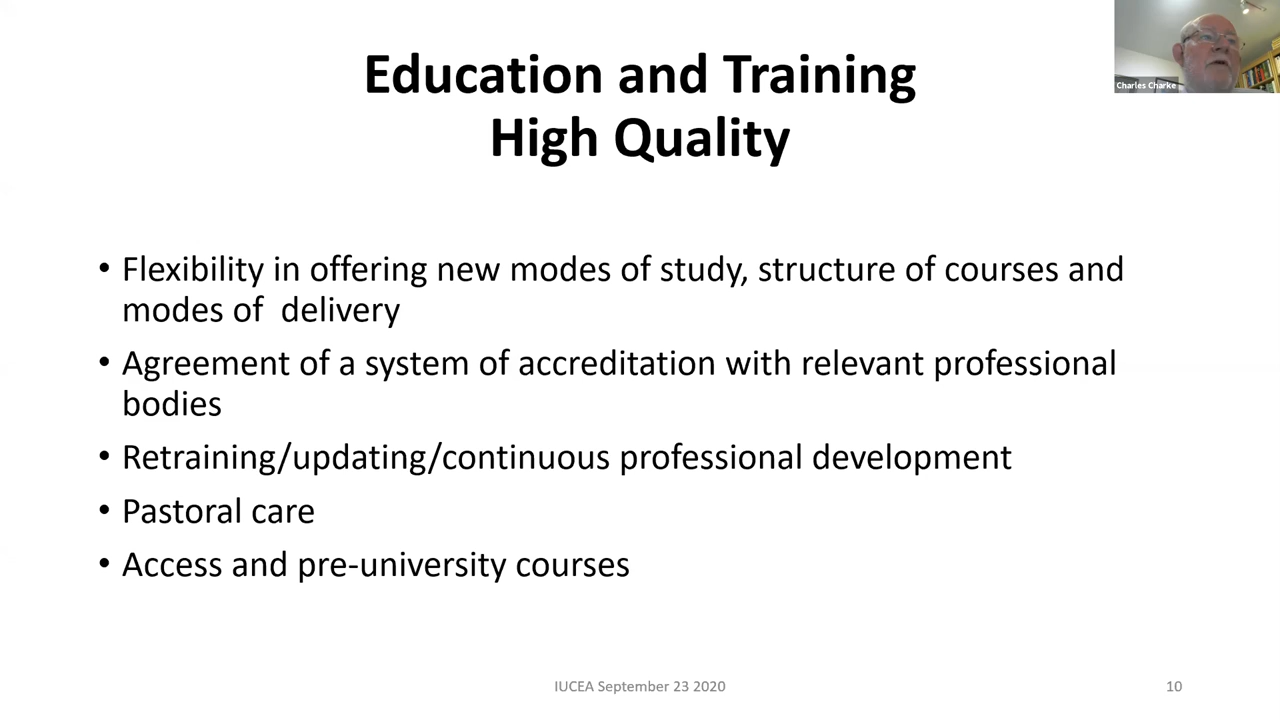 Education and Training
High Quality
Charles Charke
• Flexibility in offering new modes of study, structure of courses and
modes of  delivery
• Agreement of a system of accreditation with relevant professional
bodies
• Retraining/updating/continuous professional development
• Pastoral care
• Access and pre-university courses
IUCEA September 23 2020
10